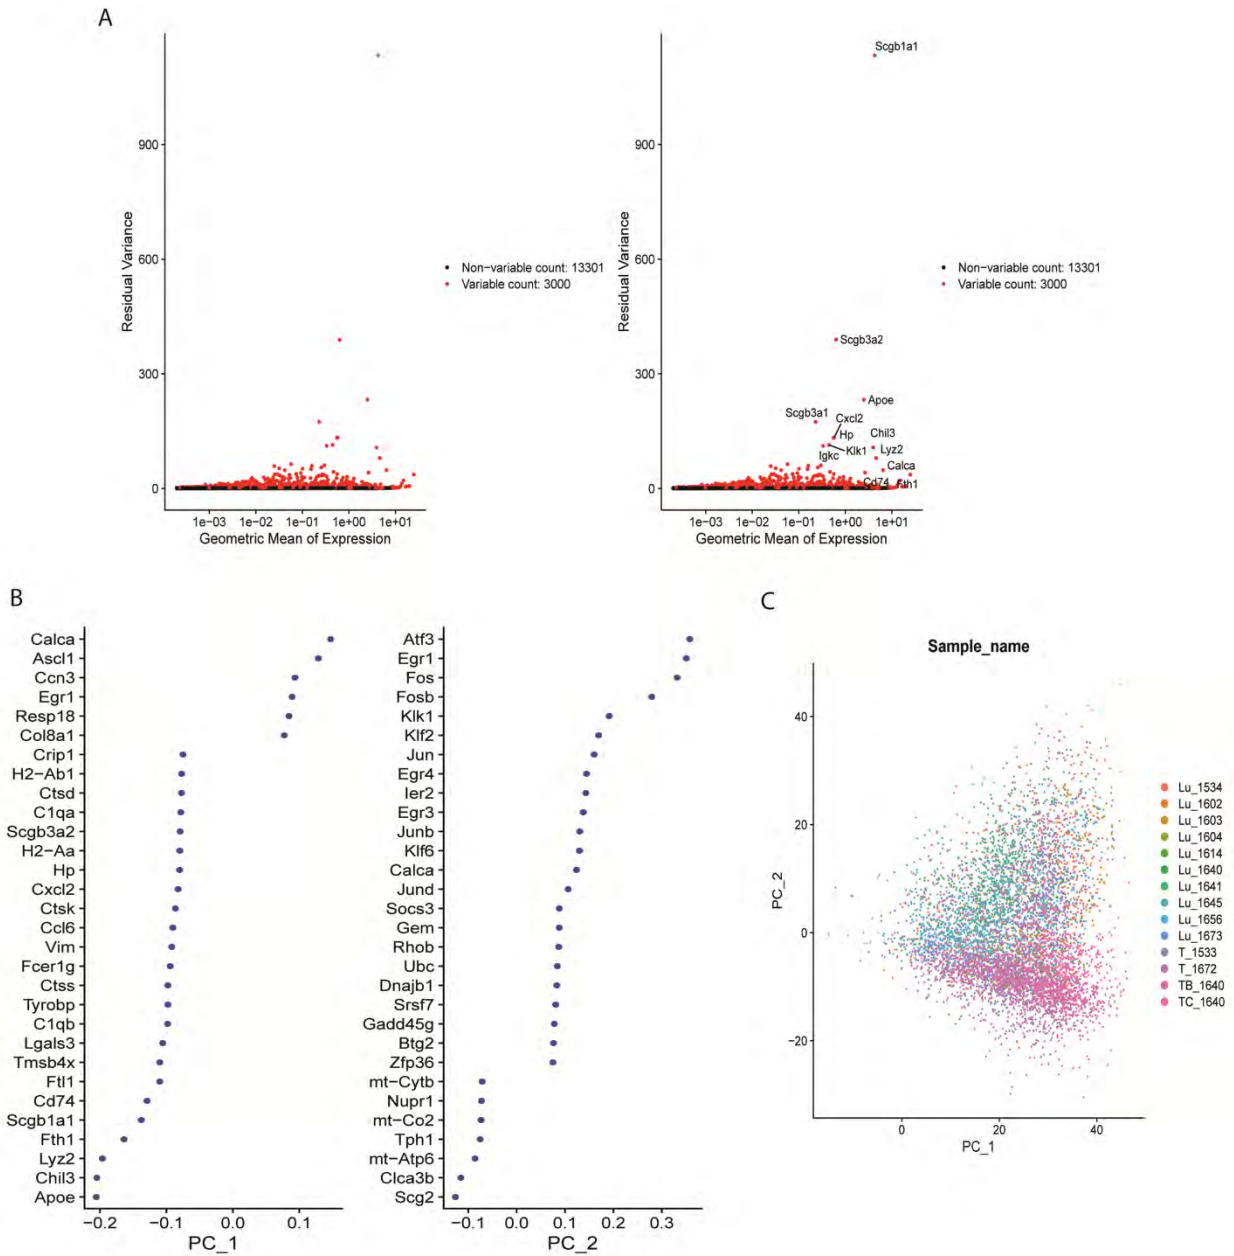 A
Residual Variance
900
600
300
0
1e−03
1e−02
1e−01
1e+00
1e+01
Geometric Mean of Expression
Non−variable count: 13301
Variable count: 3000
Residual Variance
900
600
300
0
Scgb1a1
Scgb3a2
Apoe
Scgb3a1
Cxcl2
Hp
Chil3
Igkc
Klk1
Lyz2
Calca
Cd74
Fth1
1e−03
1e−02
1e−01
1e+00
1e+01
Geometric Mean of Expression
Non−variable count: 13301
Variable count: 3000
B
Calca
Ascl1
Ccn3
Egr1
Resp18
Col8a1
Crip1
H2−Ab1
Ctsd
C1qa
Scgb3a2
H2−Aa
Hp
Cxcl2
Ctsk
Ccl6
Vim
Fcer1g
Ctss
Tyrobp
C1qb
Lgals3
Tmsb4x
Ftl1
Cd74
Scgb1a1
Fth1
Lyz2
Chil3
Apoe
−0.2
−0.1
0.0
0.1
PC_1
Atf3
Egr1
Fos
Fosb
Klk1
Klf2
Jun
Egr4
Ier2
Egr3
Junb
Klf6
Calca
Jund
Socs3
Gem
Rhob
Ubc
Dnajb1
Srsf7
Gadd45g
Btg2
Zfp36
mt−Cytb
Nupr1
mt−Co2
Tph1
mt−Atp6
Clca3b
Scg2
−0.1
0.0
0.1
0.2
0.3
PC_2
C
Sample_name
PC_2
40
20
0
−20
0
20
40
PC_1
Lu_1534
Lu_1602
Lu_1603
Lu_1604
Lu_1614
Lu_1640
Lu_1641
Lu_1645
Lu_1656
Lu_1673
T_1533
T_1672
TB_1640
TC_1640